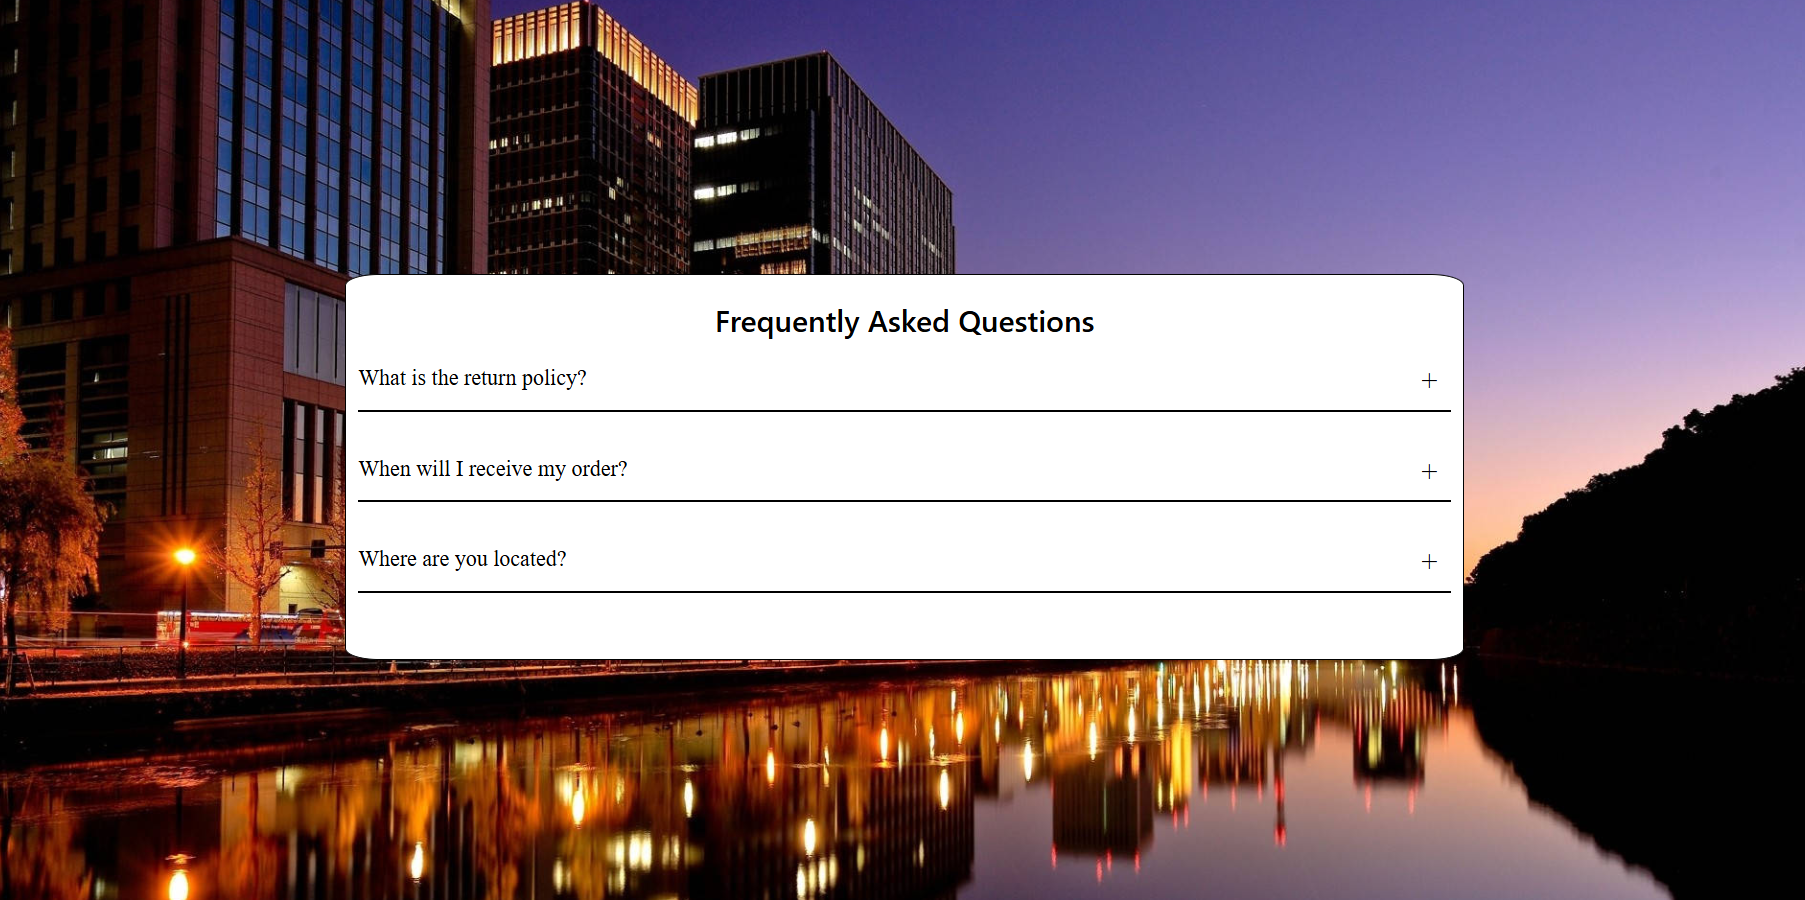 Frequently Asked Questions
What is the return policy?
+
When will I receive my order?
+
Where are you located?
+